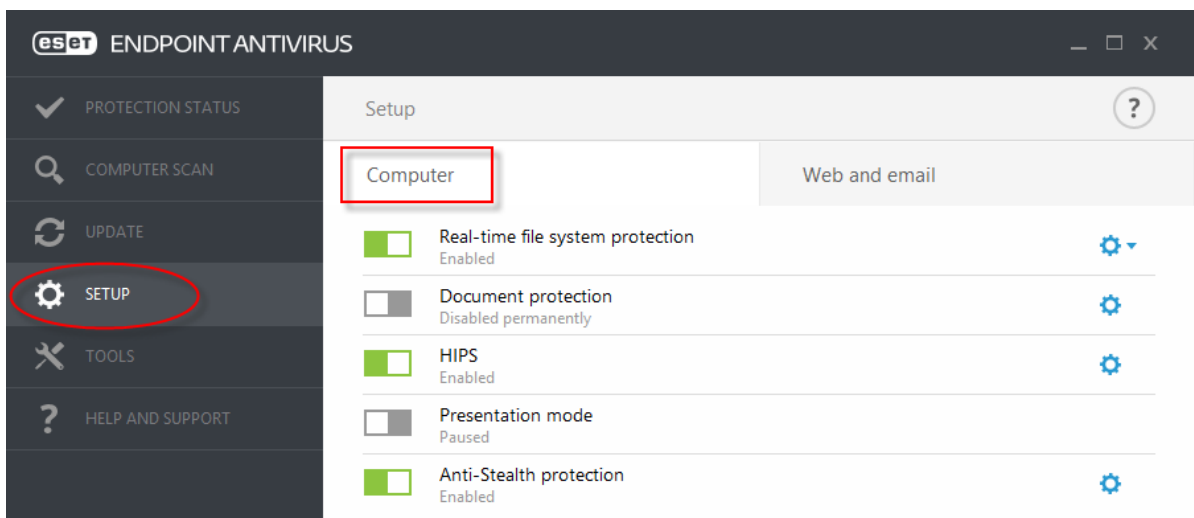 eset ENDPOINT ANTIVIRUS
PROTECTION STATUS
COMPUTER SCAN
UPDATE
SETUP
TOOLS
? HELP AND SUPPORT
Setup
?
Computer
Web and email
Real-time file system protection
Enabled
Document protection
Disabled permanently
HIPS
Enabled
Presentation mode
Paused
Anti-Stealth protection
Enabled